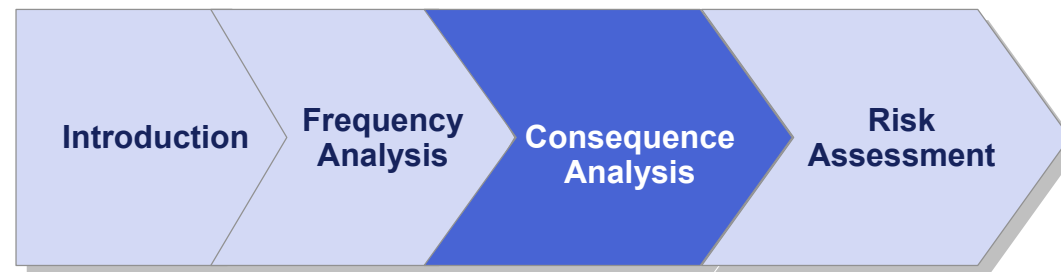 Introduction
Frequency
Analysis
Consequence
Analysis
Risk
Assessment